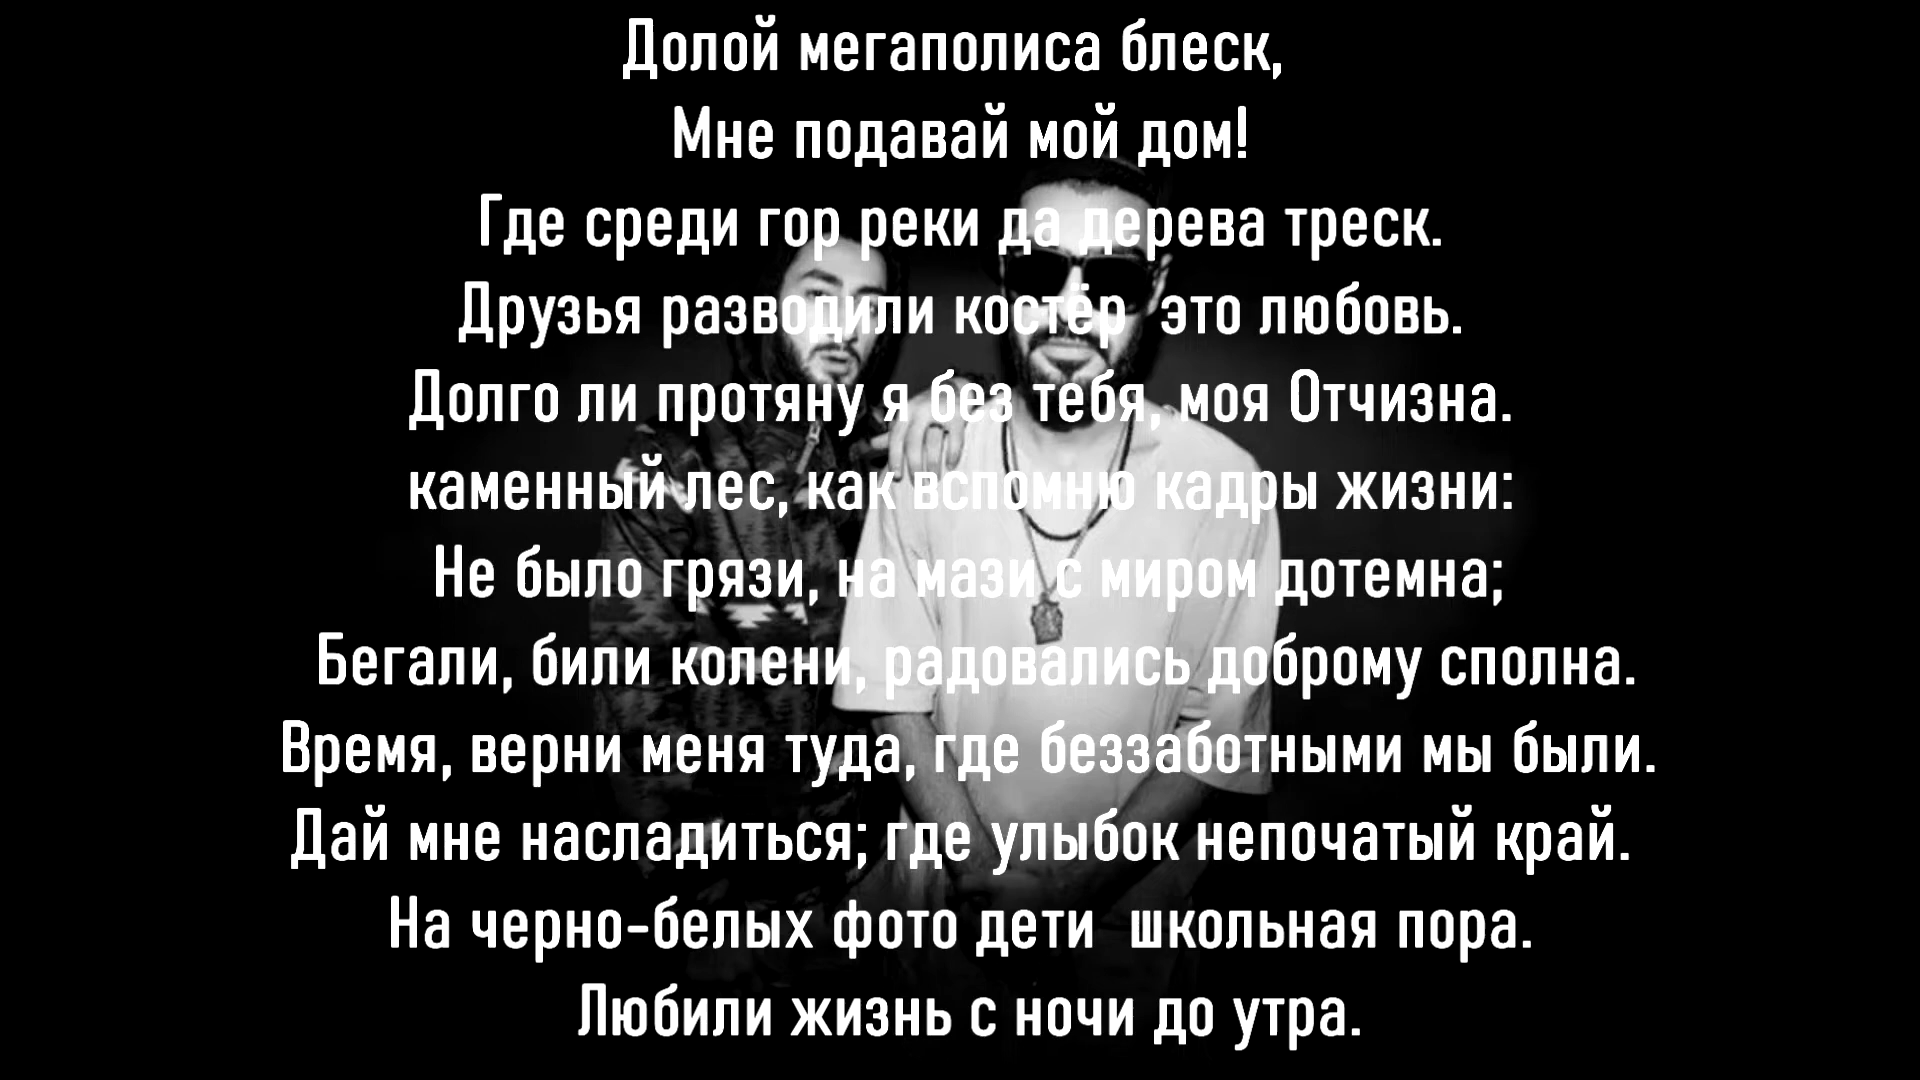 Долой мегаполиса блеск,
Мне подавай мой дом!
Где среди гор реки да дерева треск.
Друзья разводили костёр  это любовь.
Долго ли протяну я без тебя, моя Отчизна.
каменный лес, как вспомню кадры жизни:
Не было грязи, на мази с миром дотемна;
Бегали, били колени, радовались доброму сполна.
Время, верни меня туда, где беззаботными мы были.
Дай мне насладиться; где улыбок непочатый край.
На черно-белых фото дети  школьная пора.
Любили жизнь с ночи до утра.